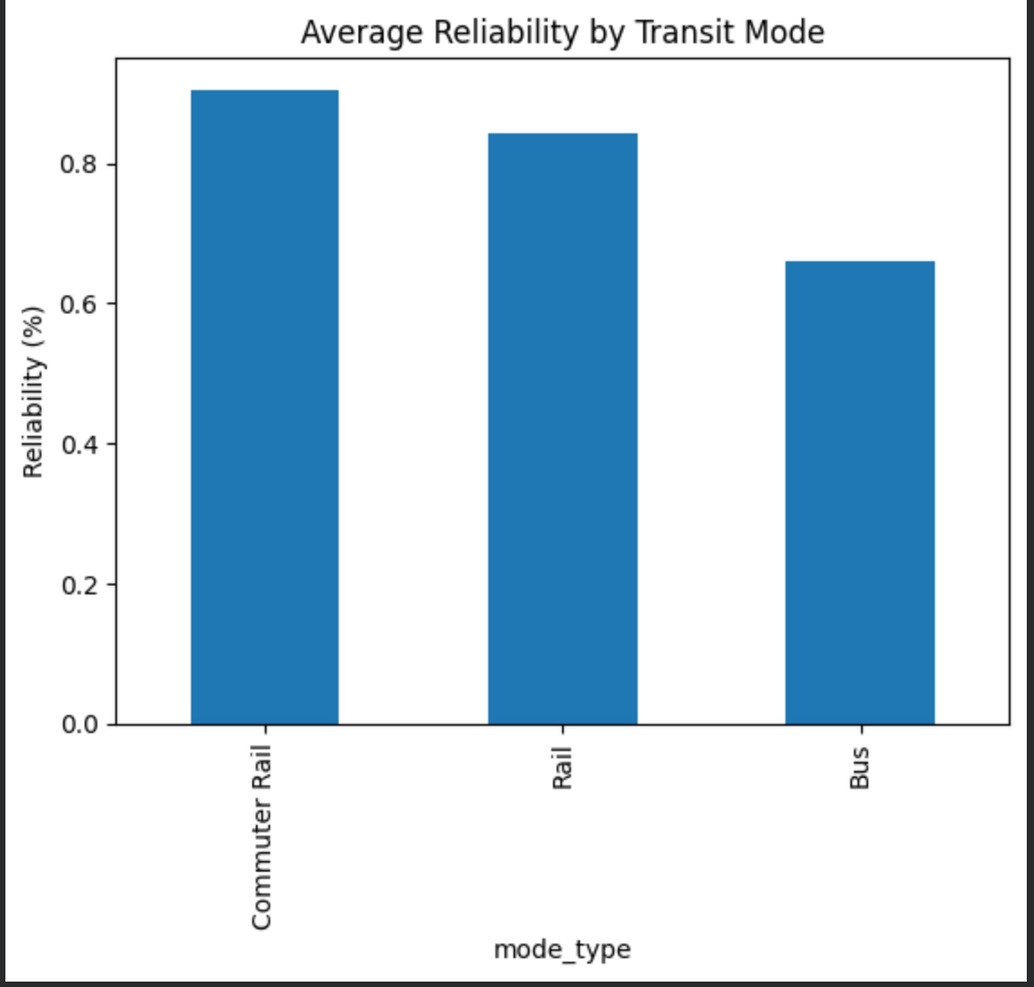 Average Reliability by Transit Mode
Reliability (%)
0.8
0.6
0.4
0.2
0.0
Commuter Rail
Rail
Bus
mode_type